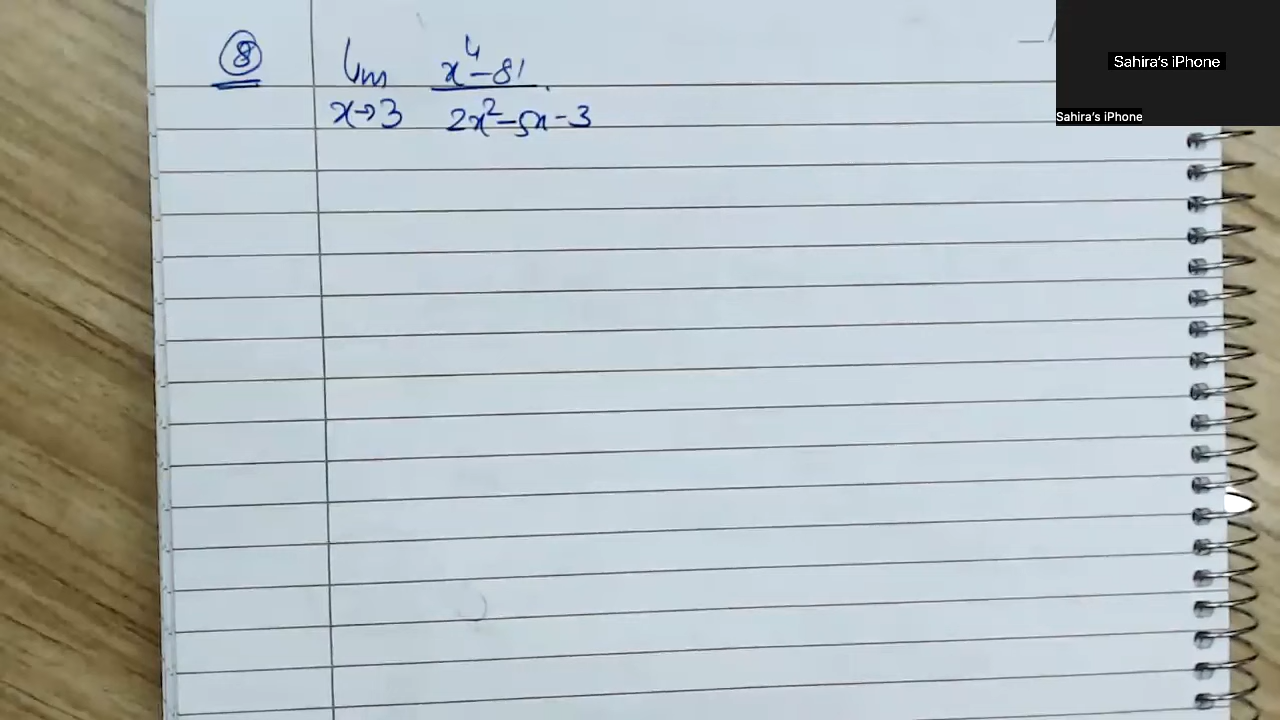 ⑧ lim x⁴-81
x→3 2x²-5x-3
Sahira's iPhone
Sahira's iPhone